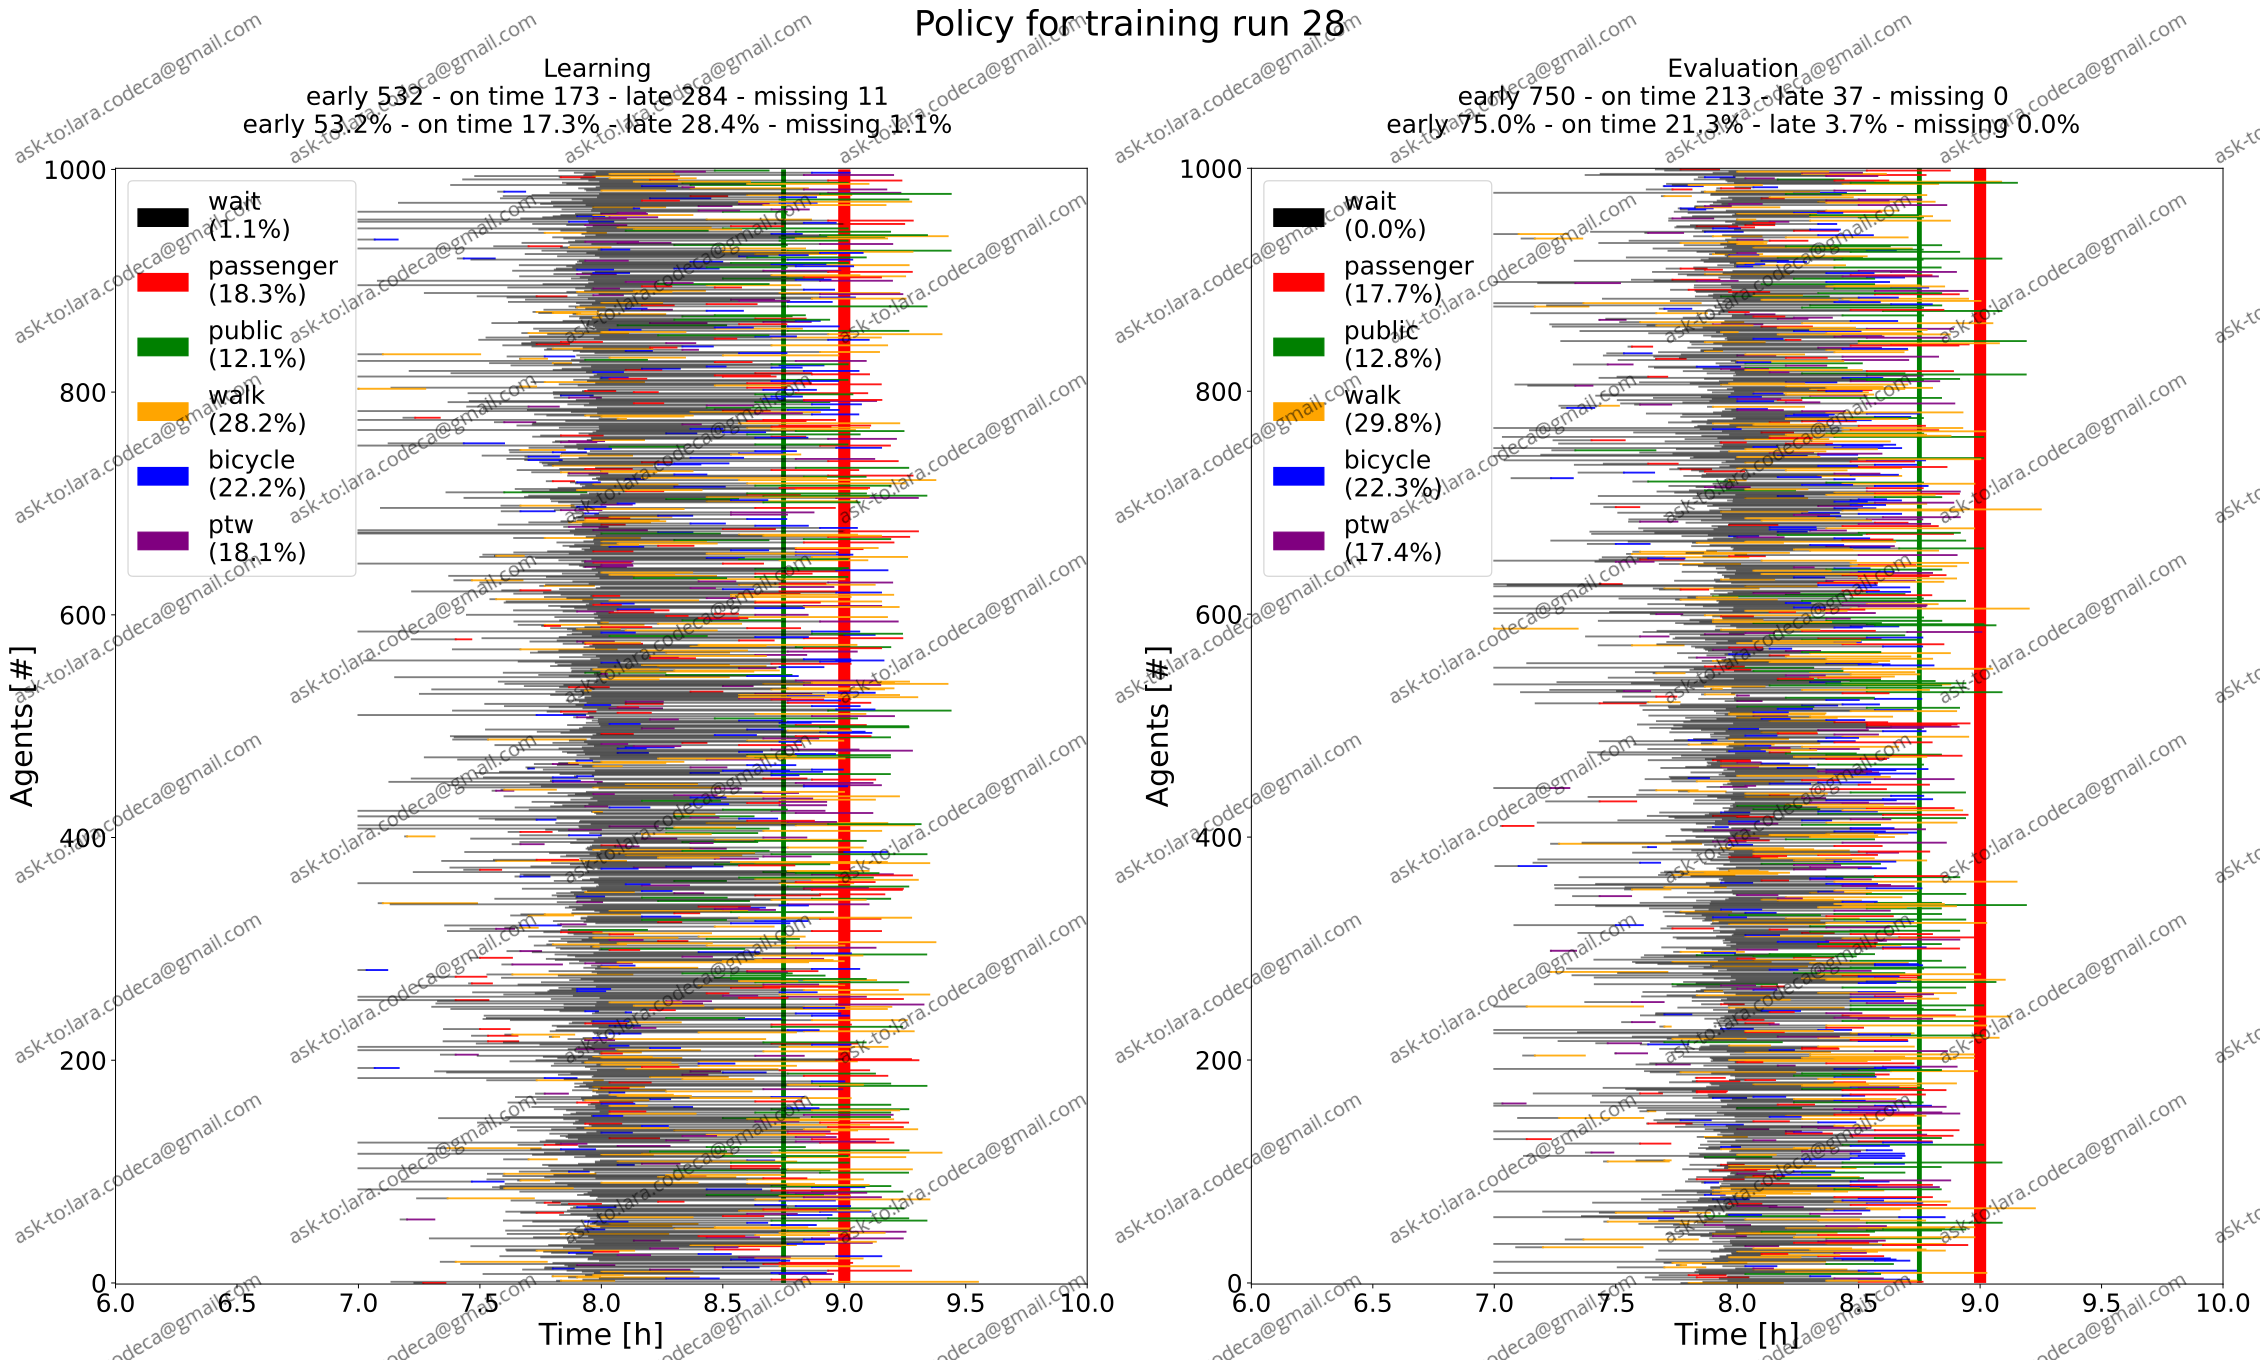 Policy for training run 28
Learning
early 532 - on time 173 - late 284 - missing 11
early 53.2% - on time 17.3% - late 28.4% - missing 1.1%
1000
800
600
400
200
0
Agents [#]
wait
(1.1%)
passenger
(18.3%)
public
(12.1%)
walk
(28.2%)
bicycle
(22.2%)
ptw
(18.1%)
6.0 6.5 7.0 7.5 8.0 8.5 9.0 9.5 10.0
Time [h]
Evaluation
early 750 - on time 213 - late 37 - missing 0
early 75.0% - on time 21.3% - late 3.7% - missing 0.0%
1000
800
600
400
200
0
Agents [#]
wait
(0.0%)
passenger
(17.7%)
public
(12.8%)
walk
(29.8%)
bicycle
(22.3%)
ptw
(17.4%)
6.0 6.5 7.0 7.5 8.0 8.5 9.0 9.5 10.0
Time [h]
ask-to:lara.codeca@gmail.com